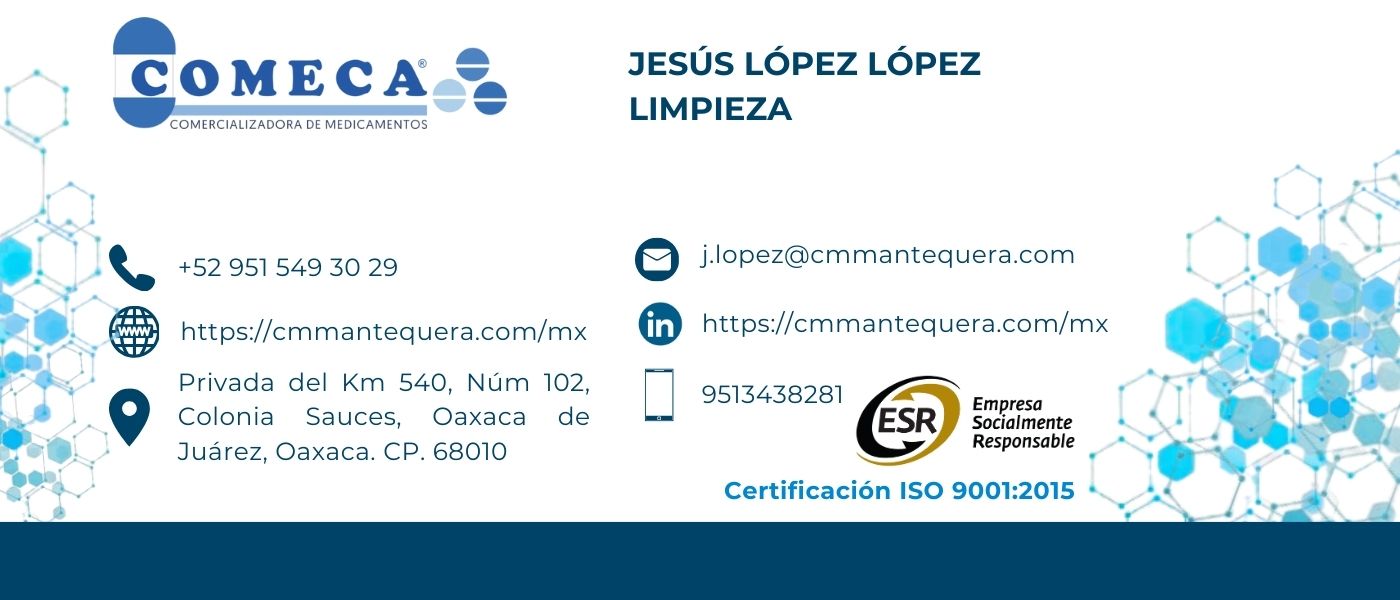 COMECA®
COMERCIALIZADORA DE MEDICAMENTOS
JESÚS LÓPEZ LÓPEZ
LIMPIEZA
+52 951 549 30 29
www
https://cmmantequera.com/mx
Privada del Km 540, Núm 102,
Colonia Sauces, Oaxaca de
Juárez, Oaxaca. CP. 68010
j.lopez@cmmantequera.com
in
https://cmmantequera.com/mx
9513438281
ESR
Empresa
Socialmente
Responsable
Certificación ISO 9001:2015